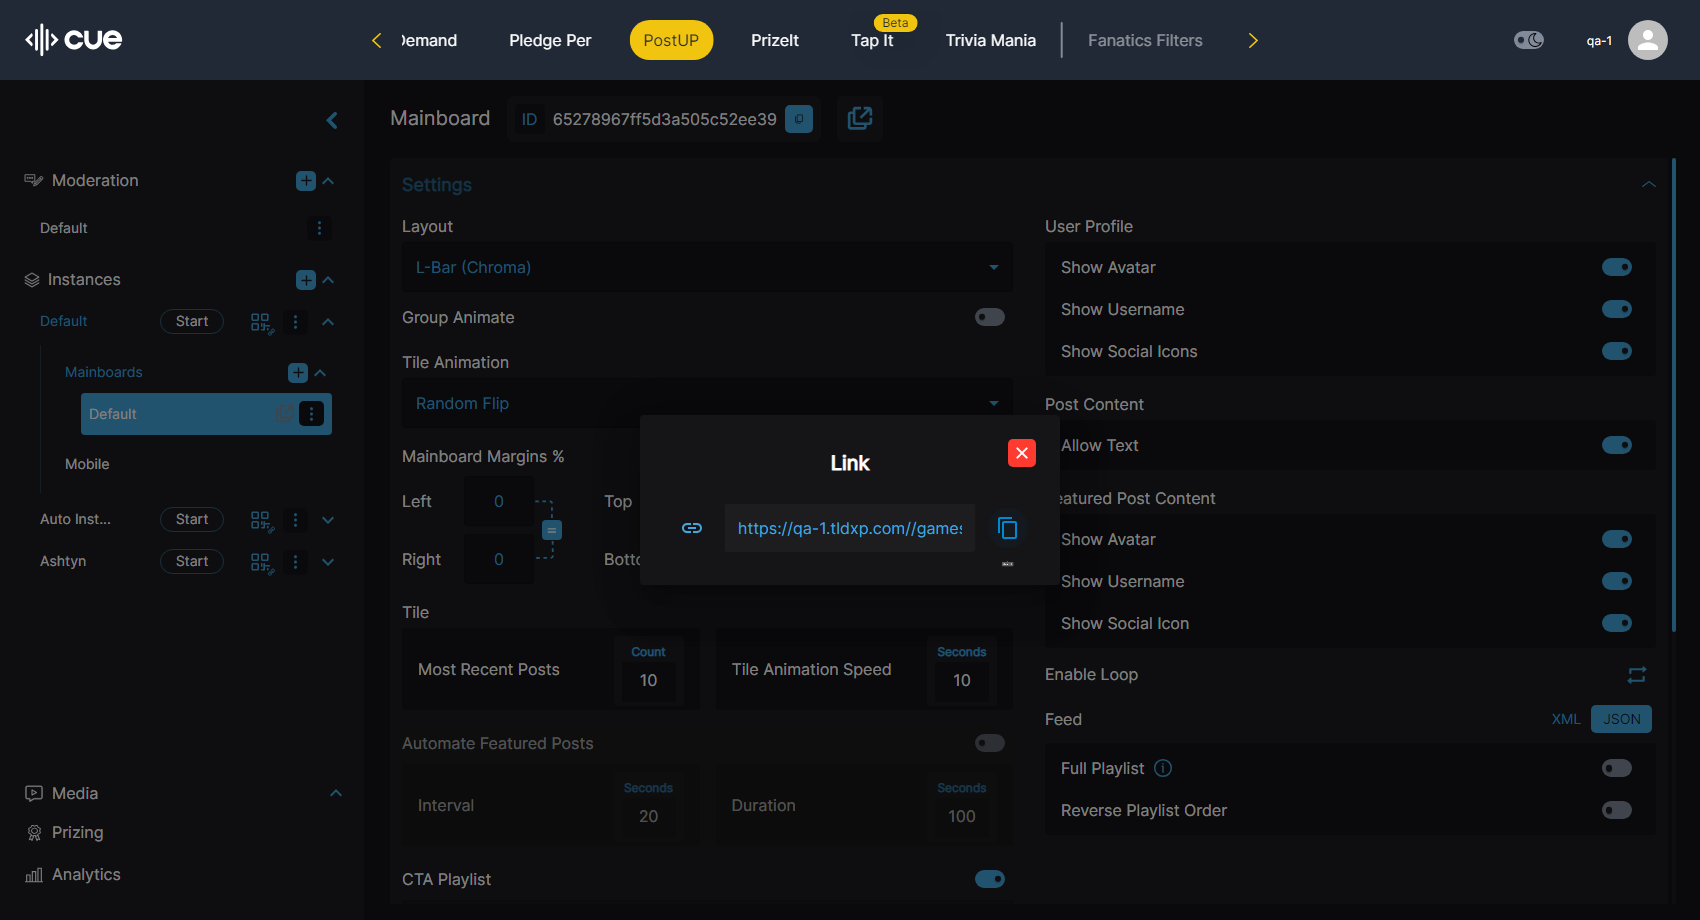 cue
Demand
Pledge Per
PostUP
PrizeIt
Beta
Tap It
Trivia Mania
Fanatics Filters
qa-1
Mainboard
ID
65278967ff5d3a505c52ee39
Moderation
Default
Instances
Default
Start
Mainboards
Default
Mobile
Auto Inst...
Start
Ashtyn
Start
Media
Prizing
Analytics
Settings
Layout
L-Bar (Chroma)
Group Animate
Tile Animation
Random Flip
Mainboard Margins %
Left
0
Top
Right
0
=
Tile
Most Recent Posts
Count
10
Tile Animation Speed
Seconds
10
Automate Featured Posts
Interval
Seconds
20
Duration
Seconds
100
CTA Playlist
Link
https://qa-1.tldxp.com//games
User Profile
Show Avatar
Show Username
Show Social Icons
Post Content
Allow Text
eatured Post Content
Show Avatar
Show Username
Show Social Icon
Enable Loop
Feed
XML
JSON
Full Playlist
Reverse Playlist Order